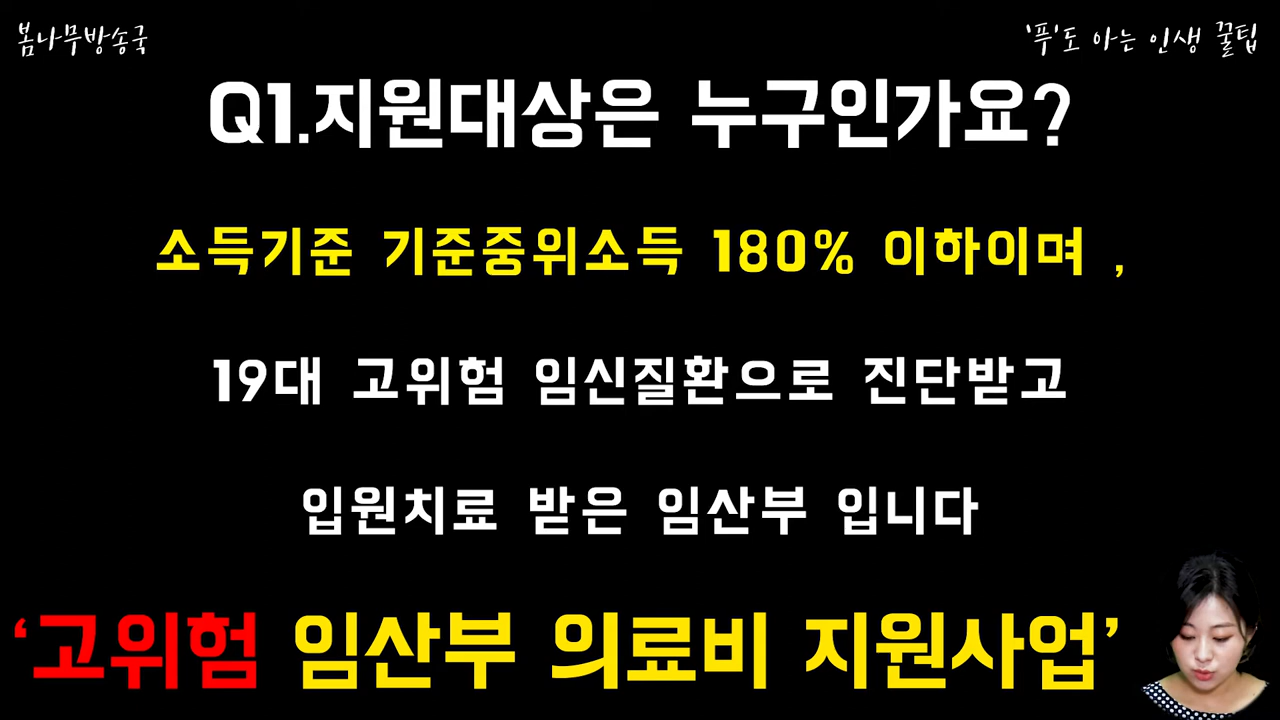 봄나무방송국
'푸'도 아는 인생 꿀팁
Q1.지원대상은 누구인가요?
소득기준 기준중위소득 180% 이하이며 ,
19대 고위험 임신질환으로 진단받고
입원치료 받은 임산부 입니다
‘고위험 임산부 의료비 지원사업’